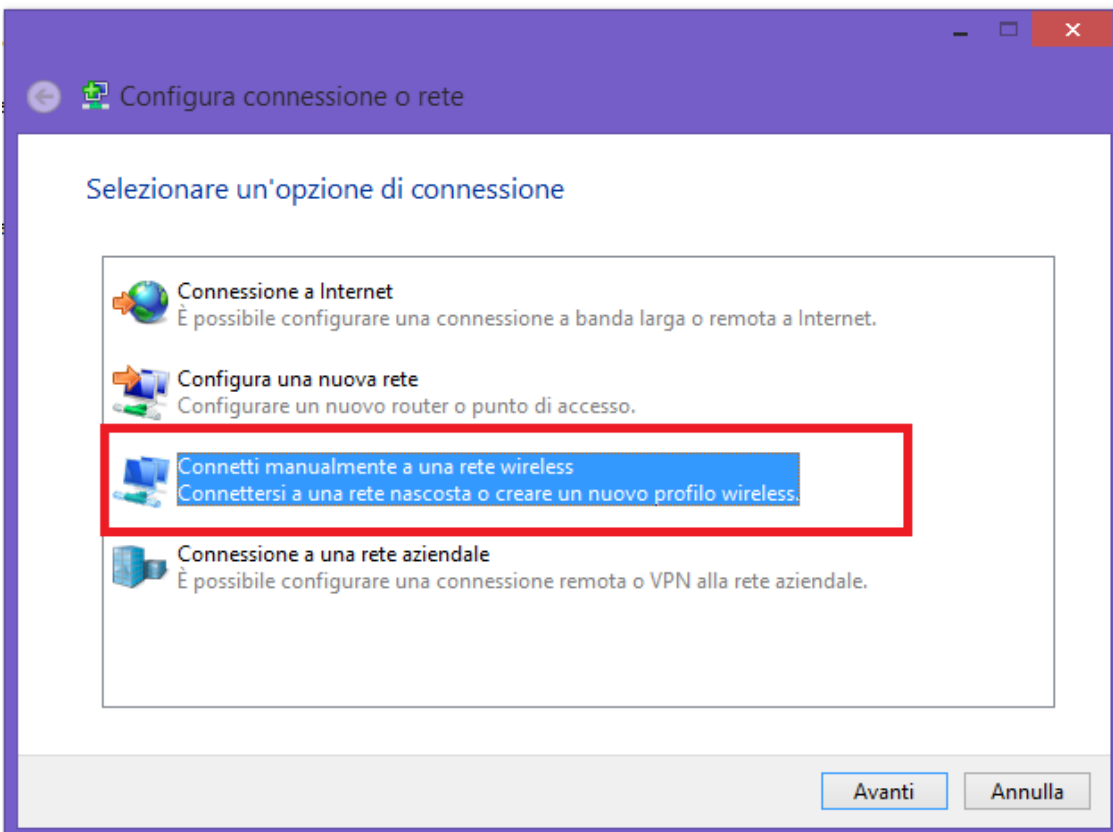 Configura connessione o rete
Selezionare un'opzione di connessione
Connessione a Internet
È possibile configurare una connessione a banda larga o remota a Internet.
Configura una nuova rete
Configurare un nuovo router o punto di accesso.
Connetti manualmente a una rete wireless
Connettersi a una rete nascosta o creare un nuovo profilo wireless.
Connessione a una rete aziendale
È possibile configurare una connessione remota o VPN alla rete aziendale.
Avanti
Annulla